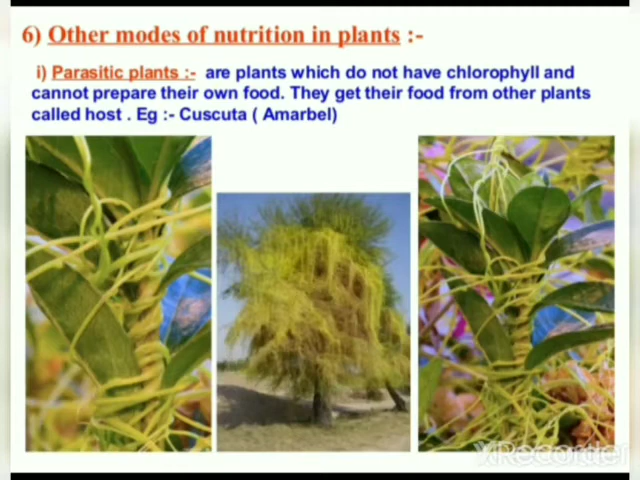 6) Other modes of nutrition in plants :-
i) Parasitic plants :- are plants which do not have chlorophyll and
cannot prepare their own food. They get their food from other plants
called host . Eg :- Cuscuta ( Amarbel)
XRecorder